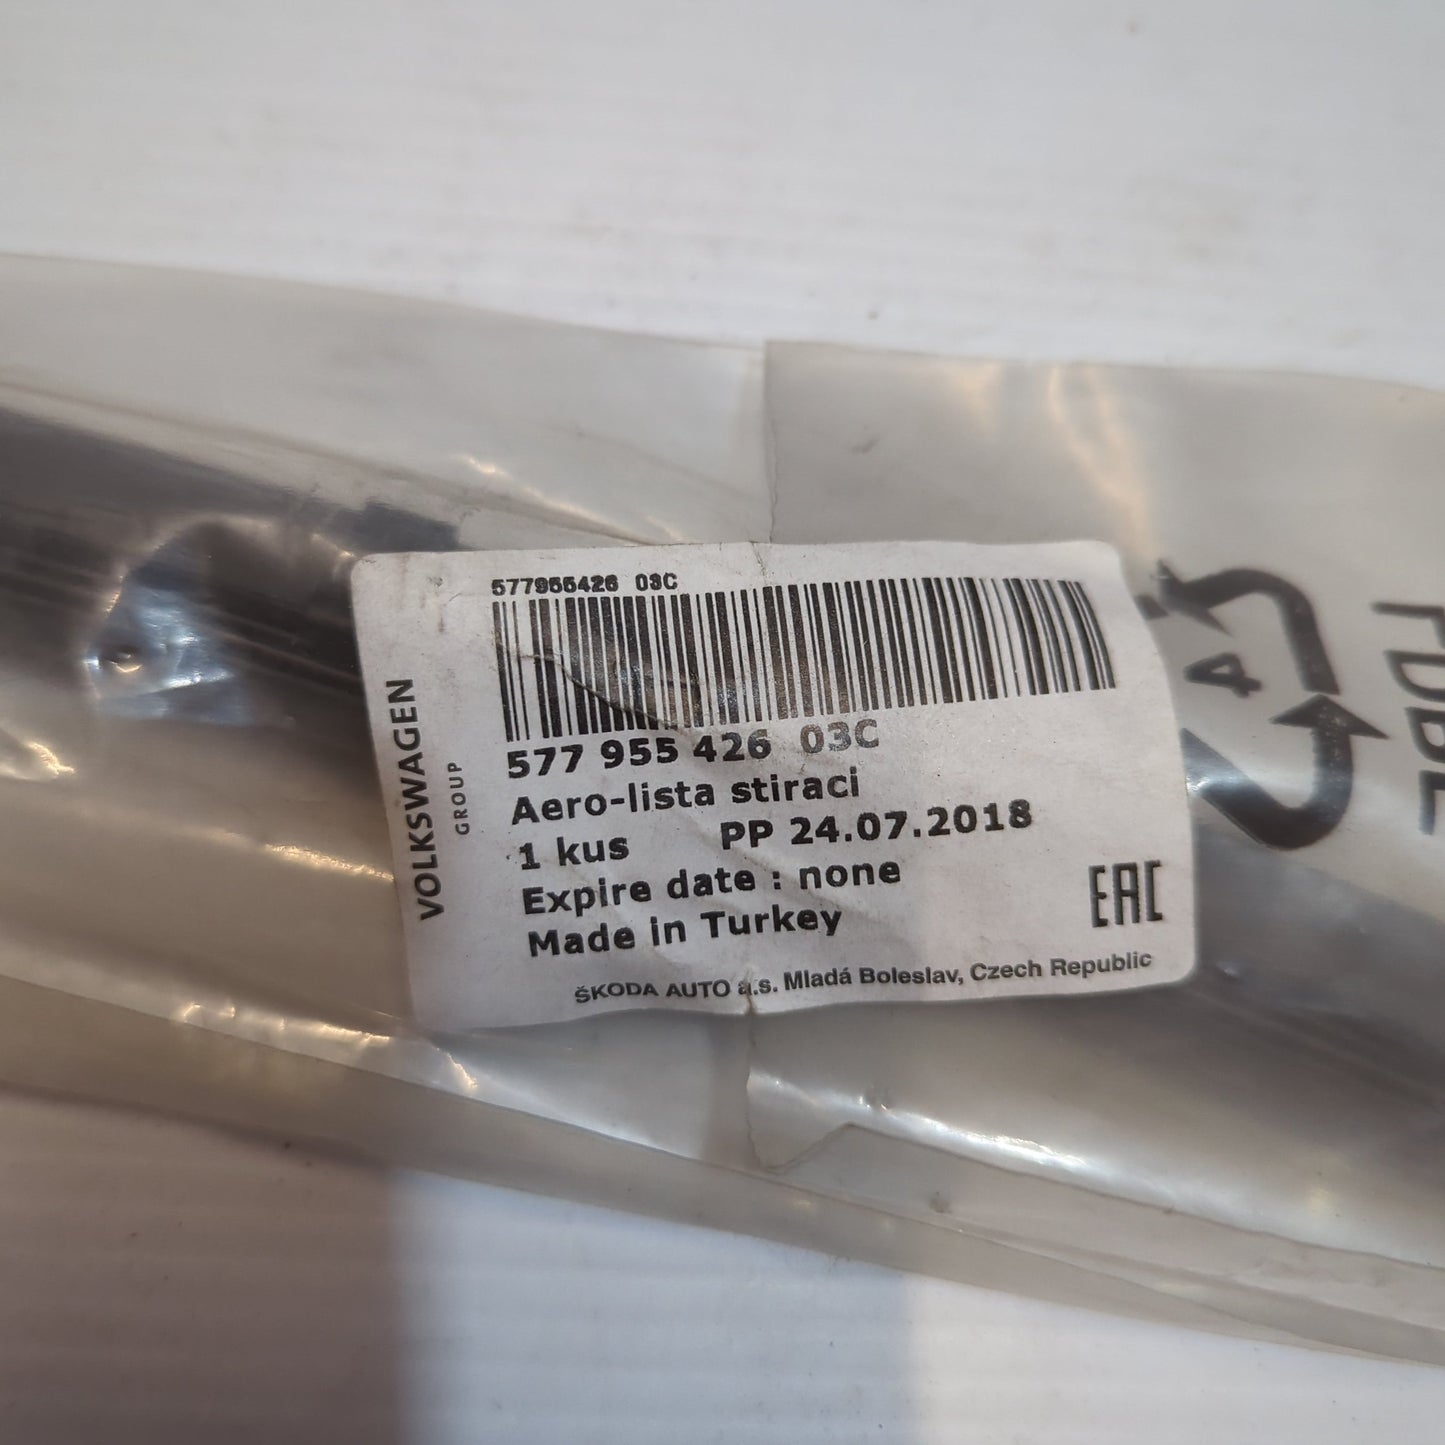 577955426 03C
577 955 426 03C
Aero-lista stiraci
1 kus PP 24.07.2018
Expire date : none
Made in Turkey
EAC
ŠKODA AUTO a.s. Mladá Boleslav, Czech Republic
VOLKSWAGEN
GROUP
4